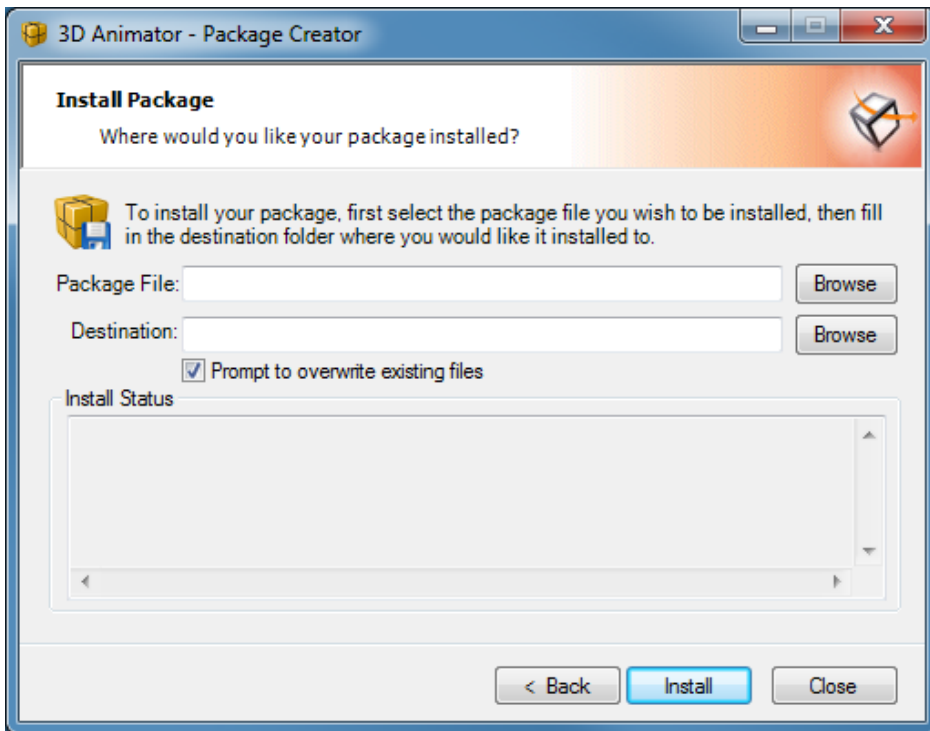 3D Animator - Package Creator
Install Package
Where would you like your package installed?
To install your package, first select the package file you wish to be installed, then fill
in the destination folder where you would like it installed to.
Package File:
Browse
Destination:
Browse
Prompt to overwrite existing files
Install Status
< Back
Install
Close